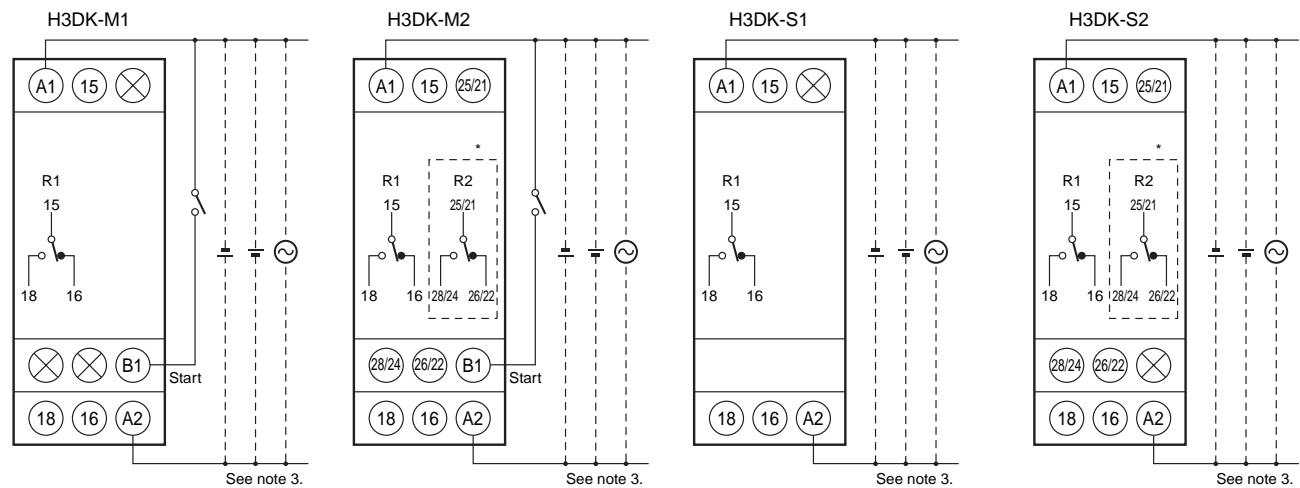 H3DK-M1
H3DK-M2
H3DK-S1
H3DK-S2
A1 15
A1 15 25/21
A1 15
A1 15 25/21
*
*
R1
R1 R2
R1
R1 R2
15
15 25/21
15
15 25/21
18 16
18 16 28/24 26/22
18 16
18 16 28/24 26/22
B1
Start
28/24 26/22 B1
Start
28/24 26/22
18 16 A2
18 16 A2
18 16 A2
18 16 A2
See note 3.
See note 3.
See note 3.
See note 3.